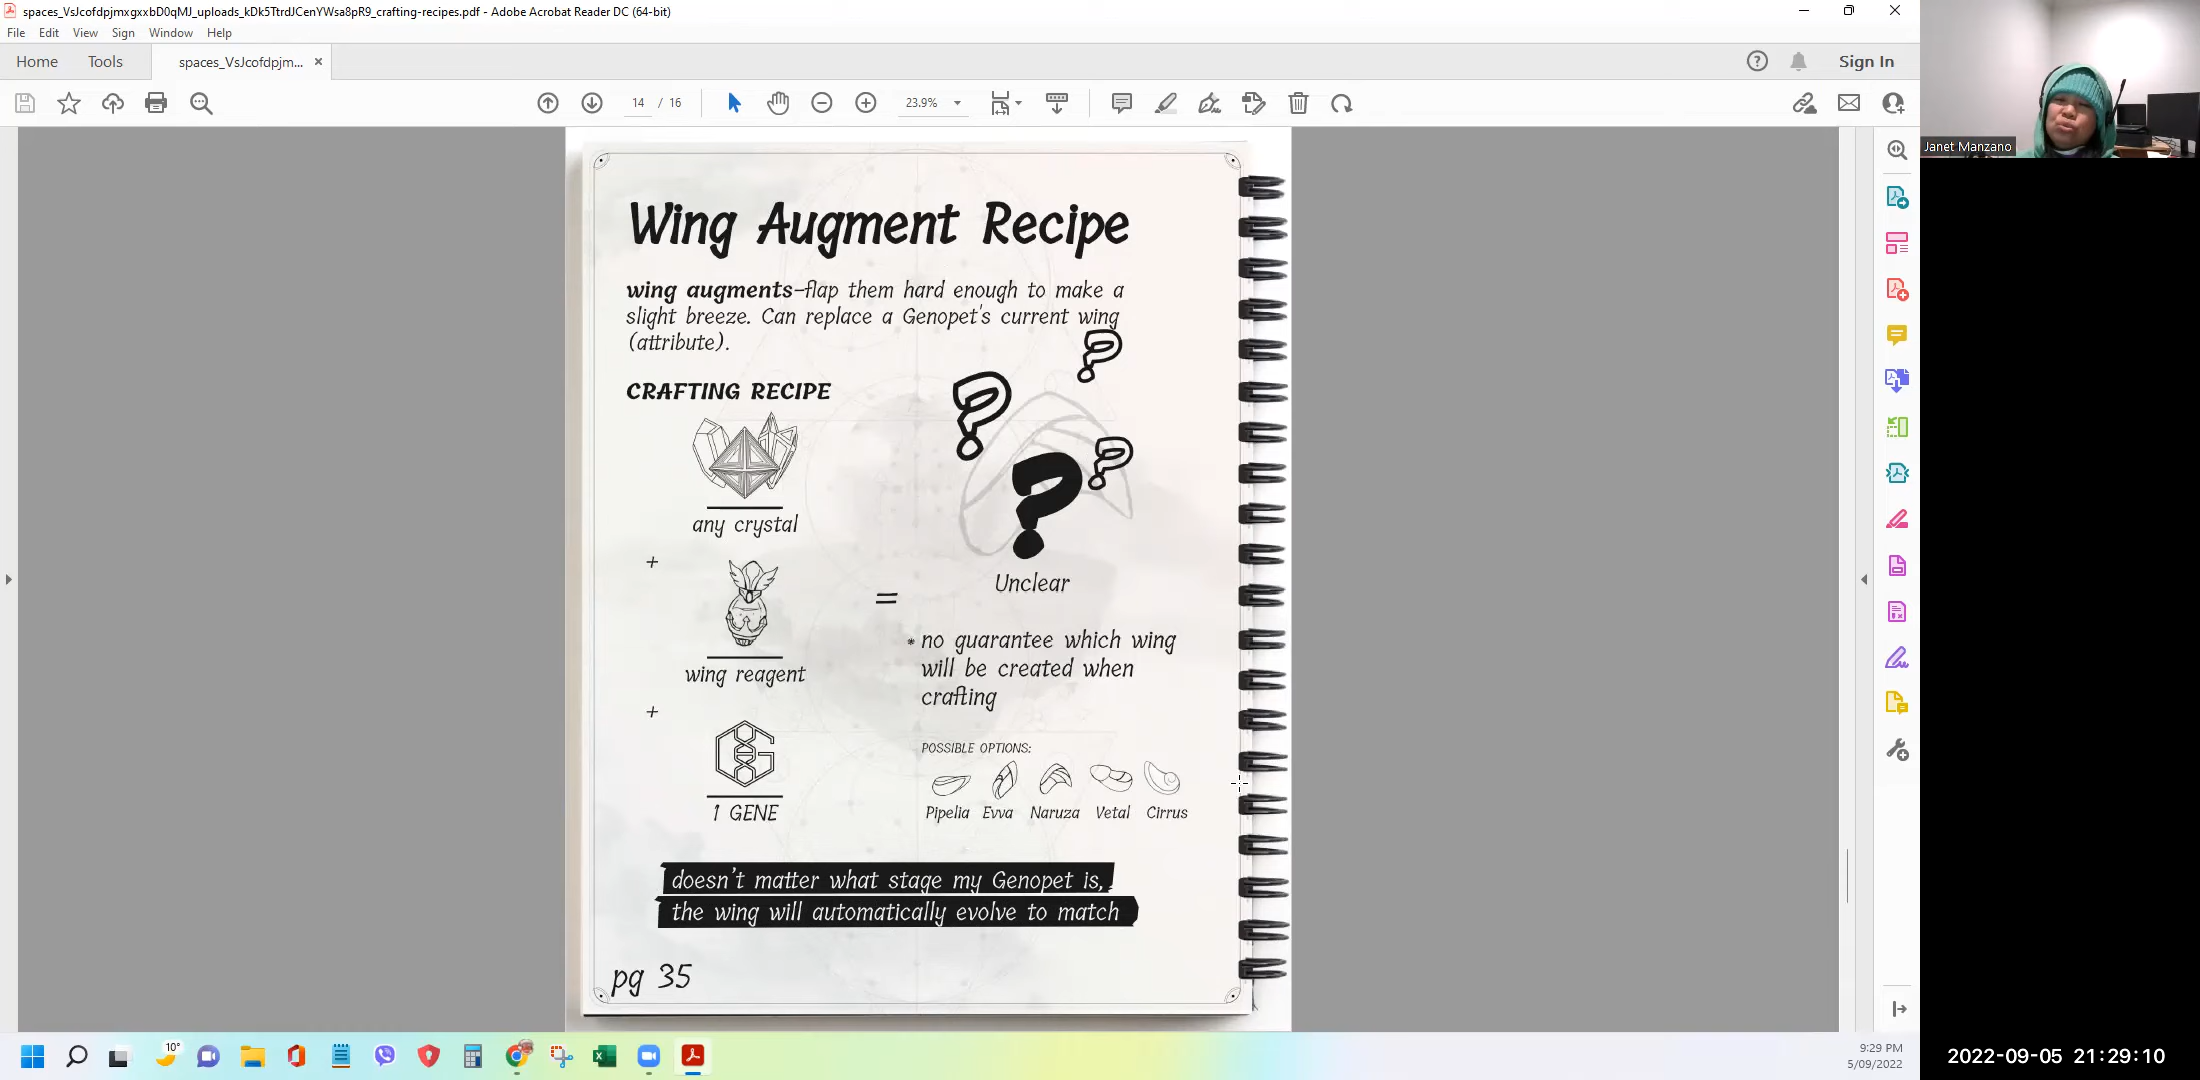 spaces_VsJcofdpjmxgxxbD0qMJ_uploads_kDk5TtrdJCenYWsa8pR9_crafting-recipes.pdf - Adobe Acrobat Reader DC (64-bit)
File Edit View Sign Window Help
Home Tools spaces_VsJcofdpjm... Sign In
14 / 16 23.9%
Janet Manzano
Wing Augment Recipe
wing augments-flap them hard enough to make a
slight breeze. Can replace a Genopet's current wing
(attribute).
CRAFTING RECIPE
any crystal
+
wing reagent
+
1 GENE
=
? ? ? ?
Unclear
* no guarantee which wing
will be created when
crafting
POSSIBLE OPTIONS:
Pipelia Evva Naruza Vetal Cirrus
doesn't matter what stage my Genopet is,
the wing will automatically evolve to match
pg 35
10°
9:29 PM
5/09/2022
2022-09-05 21:29:10